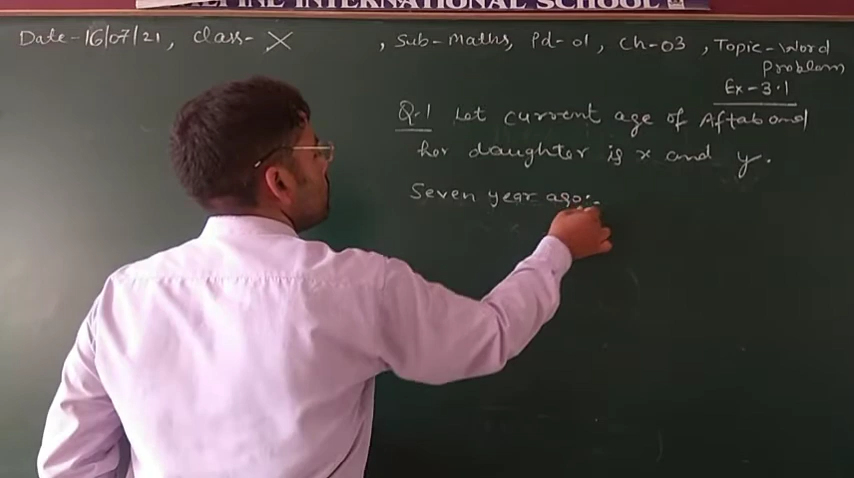 INTERNATIONAL SCHOOL
Date-16/07/21, Class-X, Sub-Maths, Pd-01, Ch-03, Topic-Word
Problem
Ex-3.1
Q.1 Let current age of Aftab and
her daughter is x and y.
Seven year ago:-